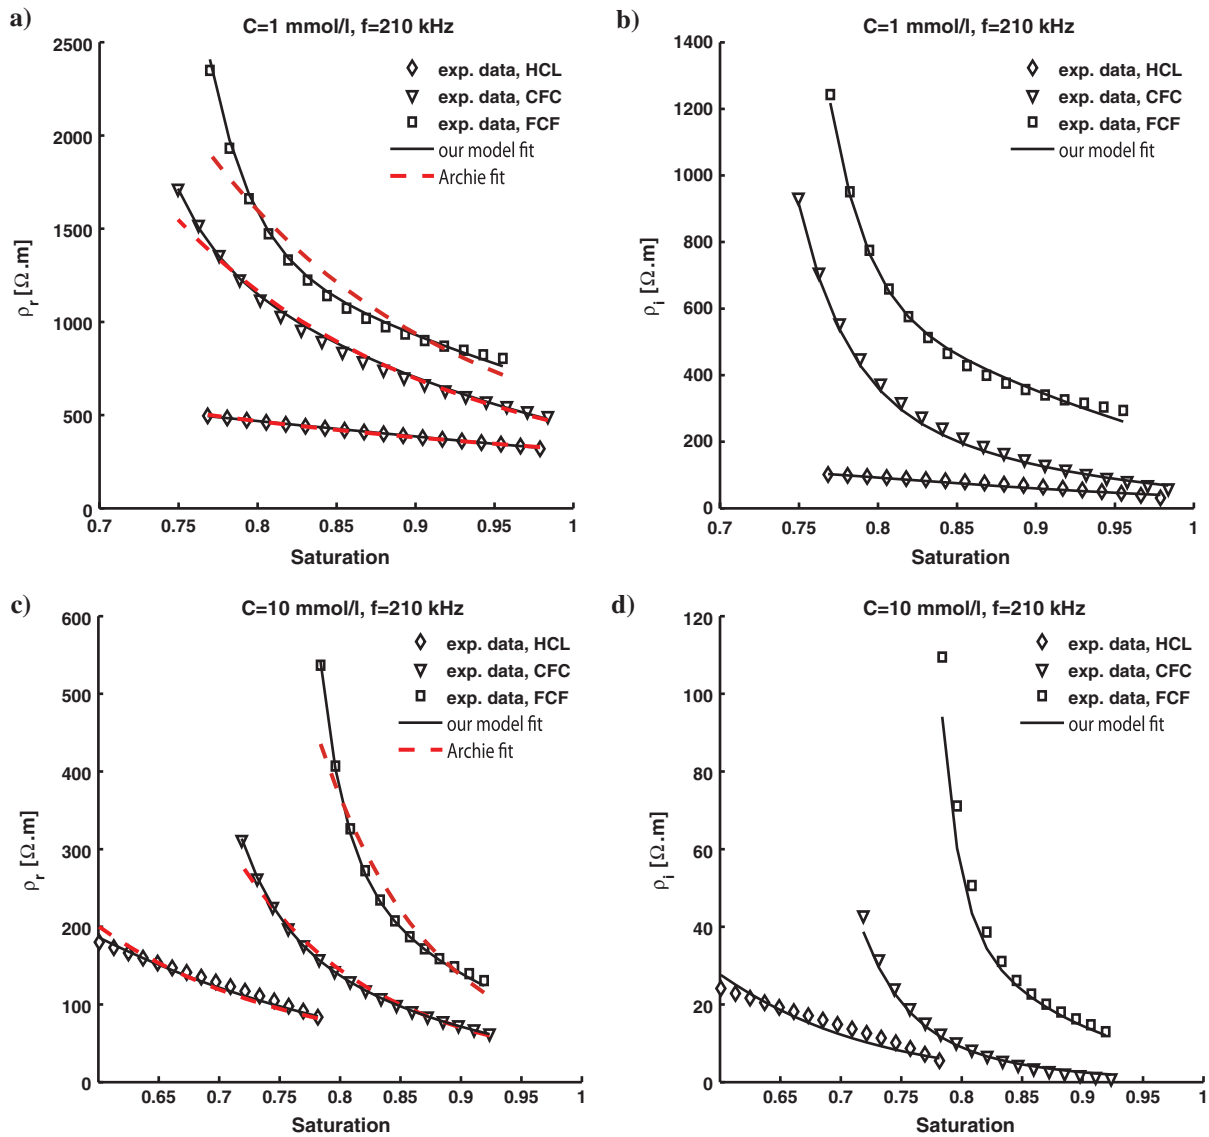 a)
C=1 mmol/l, f=210 kHz
2500
2000
1500
1000
500
0
ρr [Ω.m]
exp. data, HCL
exp. data, CFC
exp. data, FCF
our model fit
Archie fit
0.7 0.75 0.8 0.85 0.9 0.95 1
Saturation
b)
C=1 mmol/l, f=210 kHz
1400
1200
1000
800
600
400
200
0
ρi [Ω.m]
exp. data, HCL
exp. data, CFC
exp. data, FCF
our model fit
0.7 0.75 0.8 0.85 0.9 0.95 1
Saturation
c)
C=10 mmol/l, f=210 kHz
600
500
400
300
200
100
0
ρr [Ω.m]
exp. data, HCL
exp. data, CFC
exp. data, FCF
our model fit
Archie fit
0.65 0.7 0.75 0.8 0.85 0.9 0.95 1
Saturation
d)
C=10 mmol/l, f=210 kHz
120
100
80
60
40
20
0
ρi [Ω.m]
exp. data, HCL
exp. data, CFC
exp. data, FCF
our model fit
0.6 0.65 0.7 0.75 0.8 0.85 0.9 0.95 1
Saturation